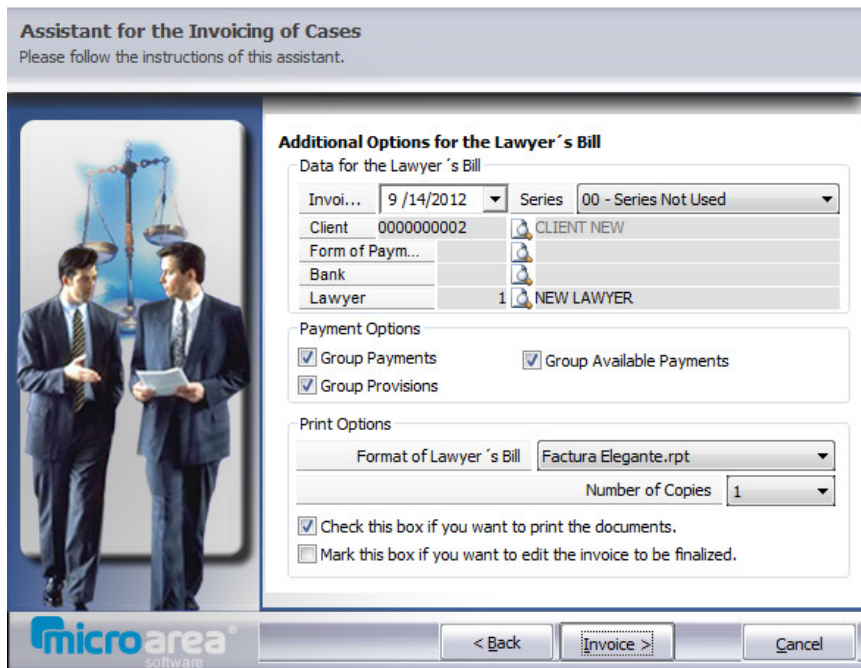 Assistant for the Invoicing of Cases
Please follow the instructions of this assistant.
Additional Options for the Lawyer´s Bill
Data for the Lawyer ´s Bill
Invoi... 9 /14/2012 Series 00 - Series Not Used
Client 0000000002 CLIENT NEW
Form of Paym...
Bank
Lawyer 1 NEW LAWYER
Payment Options
Group Payments Group Available Payments
Group Provisions
Print Options
Format of Lawyer ´s Bill Factura Elegante.rpt
Number of Copies 1
Check this box if you want to print the documents.
Mark this box if you want to edit the invoice to be finalized.
microarea®
software
< Back Invoice > Cancel